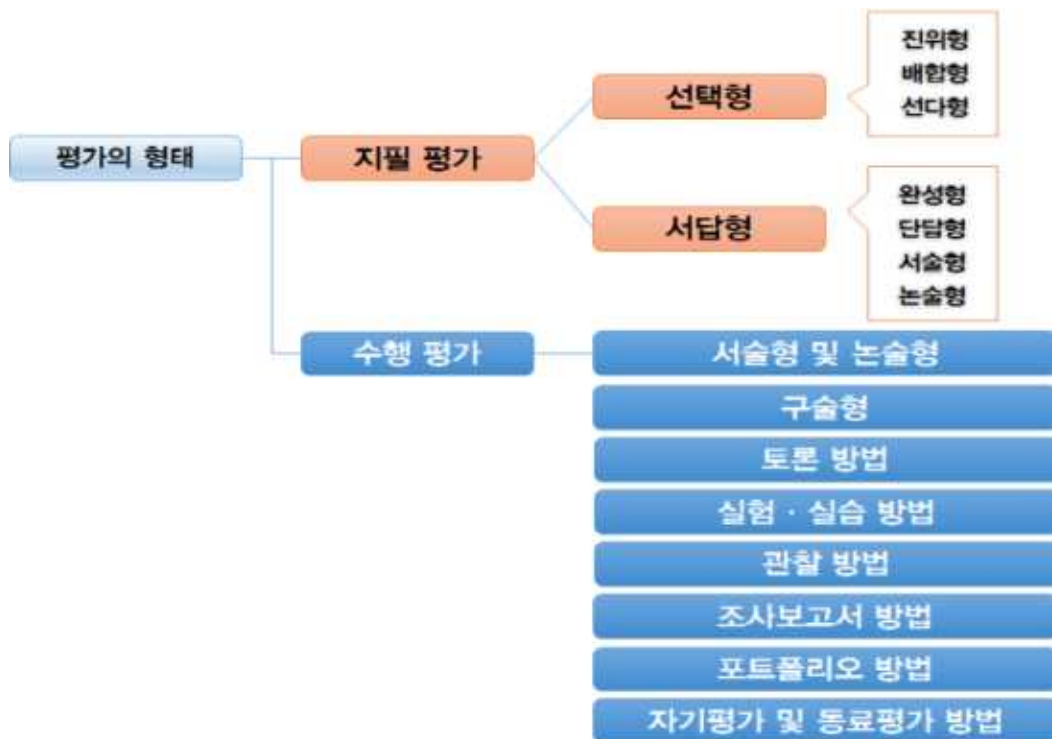 평가의 형태
지필 평가
선택형
진위형
배합형
선다형
서답형
완성형
단답형
서술형
논술형
수행 평가
서술형 및 논술형
구술형
토론 방법
실험 · 실습 방법
관찰 방법
조사보고서 방법
포트폴리오 방법
자기평가 및 동료평가 방법